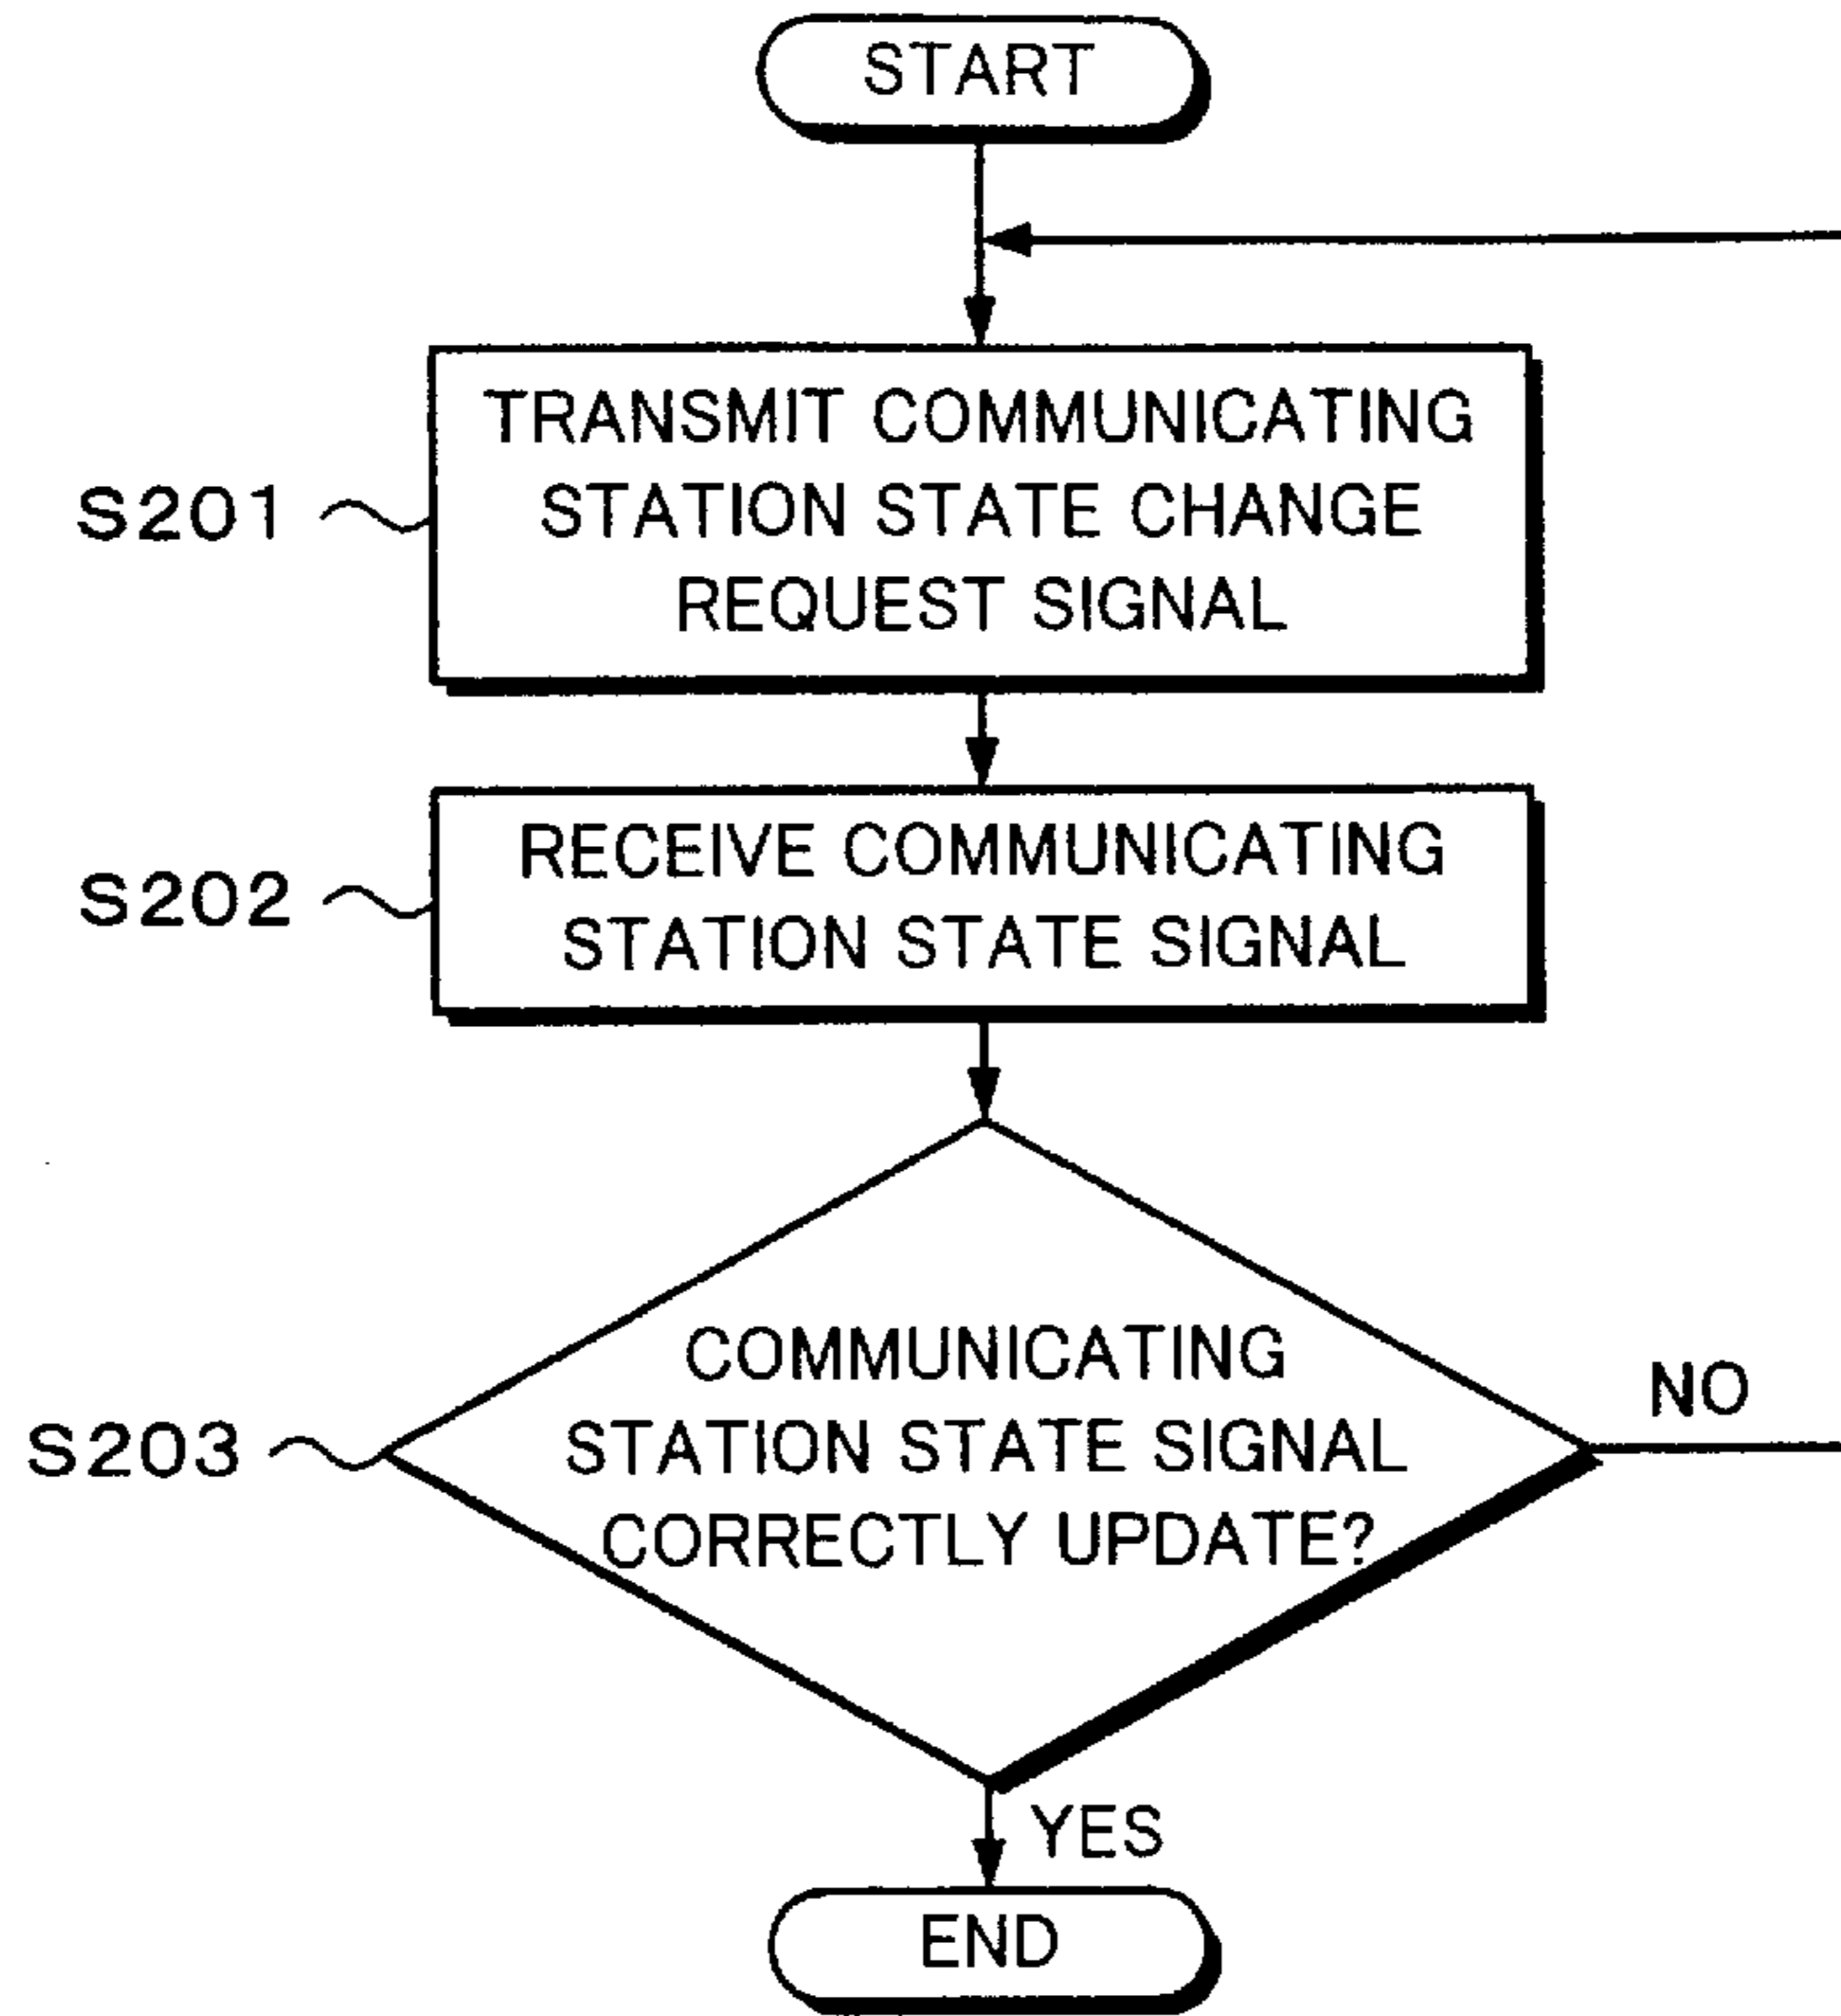 START
S201
TRANSMIT COMMUNICATING
STATION STATE CHANGE
REQUEST SIGNAL
S202
RECEIVE COMMUNICATING
STATION STATE SIGNAL
S203
COMMUNICATING
STATION STATE SIGNAL
CORRECTLY UPDATE?
NO
YES
END